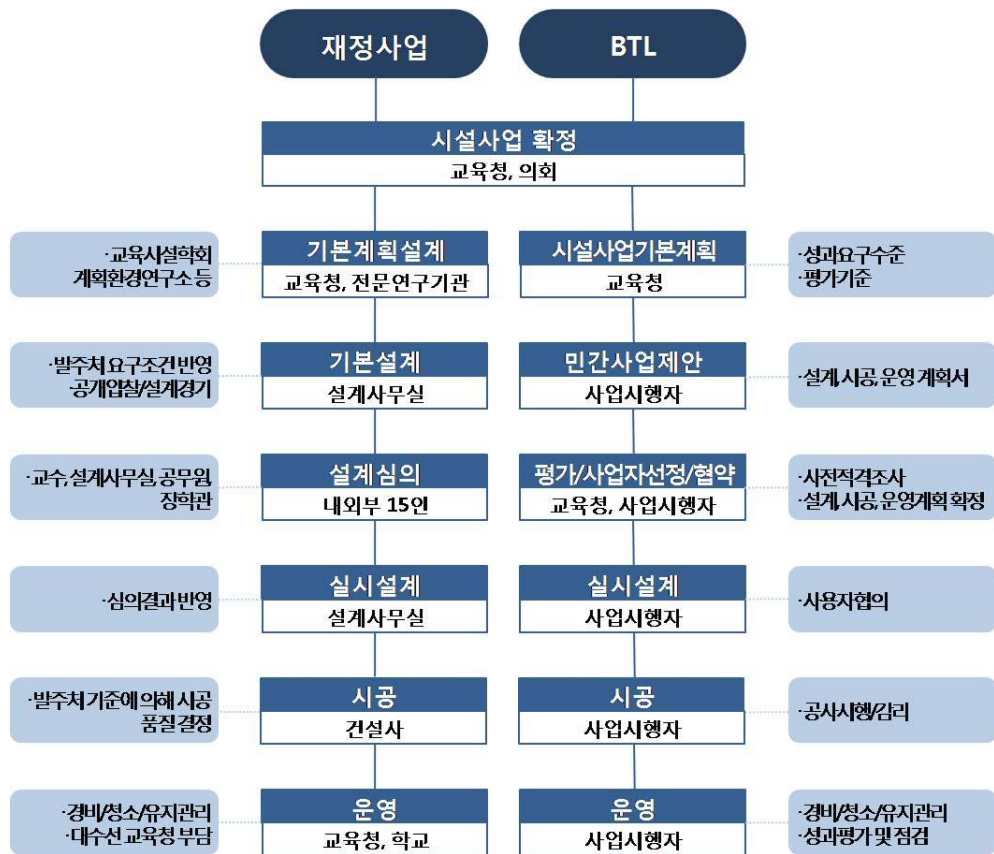 재정사업
BTL
시설사업 확정
교육청, 의회
·교육시설학회
계획환경연구소 등
기본계획설계
교육청, 전문연구기관
시설사업기본계획
교육청
·성과요구수준
·평가기준
·발주처 요구조건 반영
·공개입찰/설계경기
기본설계
설계사무실
민간사업제안
사업시행자
·설계,시공,운영 계획서
·교수,설계사무실,공무원,
장학관
설계심의
내외부 15인
평가/사업자선정/협약
교육청, 사업시행자
·사전적격조사
·설계,시공,운영계획 확정
·심의결과 반영
실시설계
설계사무실
실시설계
사업시행자
·사용자협의
·발주처 기준에 의해 시공
품질 결정
시공
건설사
시공
사업시행자
·공사시행/감리
·경비/청소/유지관리
·대수선 교육청 부담
운영
교육청, 학교
운영
사업시행자
·경비/청소/유지관리
·성과평가 및 점검